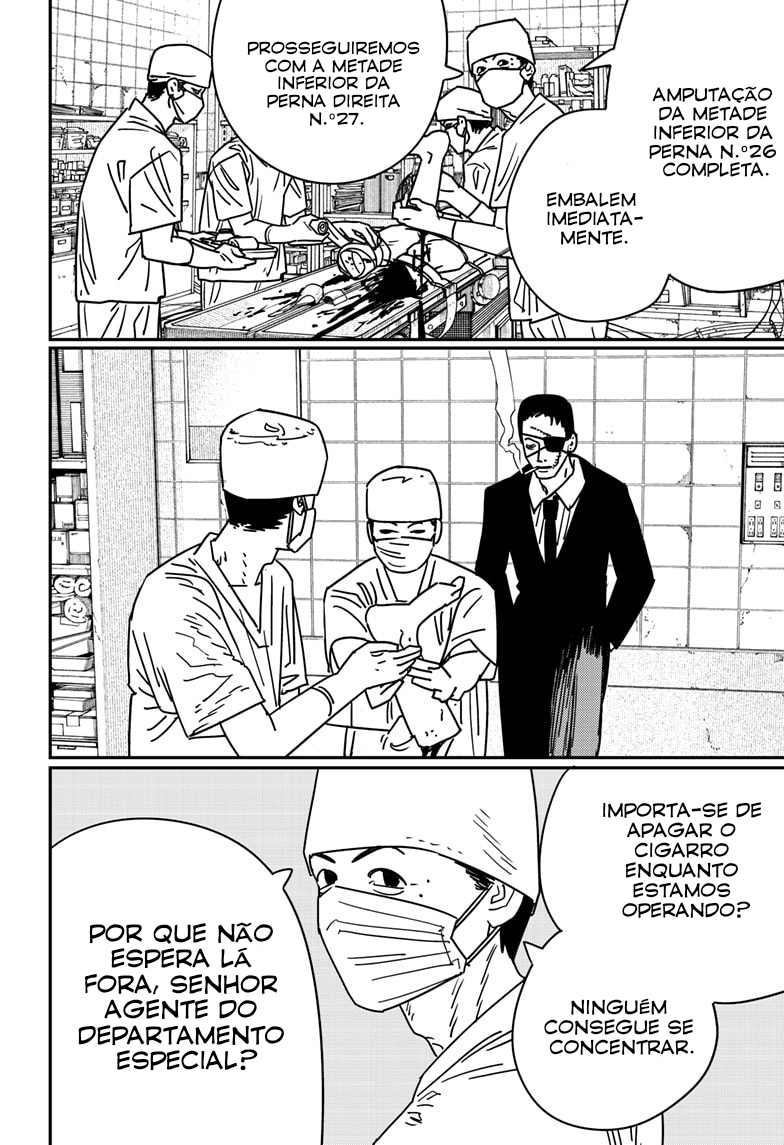 AMPUTAÇÃO
DA METADE
INFERIOR DA
PERNA N.º26
COMPLETA.
EMBALEM
IMEDIATA-
MENTE.
PROSSEGUIREMOS
COM A METADE
INFERIOR DA
PERNA DIREITA
N.º27.
IMPORTA-SE DE
APAGAR O
CIGARRO
ENQUANTO
ESTAMOS
OPERANDO?
NINGUÉM
CONSEGUE SE
CONCENTRAR.
POR QUE NÃO
ESPERA LÁ
FORA, SENHOR
AGENTE DO
DEPARTAMENTO
ESPECIAL?